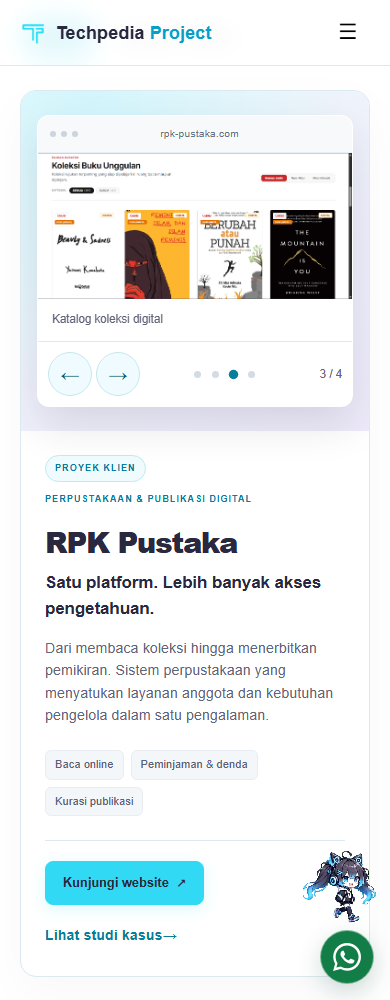 Techpedia Project
☰
rpk-pustaka.com
Koleksi Buku Unggulan
Beauty & Sadness
Yasunari Kawabata
BERUBAH
atau
PUNAH
THE
MOUNTAIN
IS
YOU
Katalog koleksi digital
← →
3 / 4
PROYEK KLIEN
PERPUSTAKAAN & PUBLIKASI DIGITAL
RPK Pustaka
Satu platform. Lebih banyak akses
pengetahuan.
Dari membaca koleksi hingga menerbitkan
pemikiran. Sistem perpustakaan yang
menyatukan layanan anggota dan kebutuhan
pengelola dalam satu pengalaman.
Baca online
Peminjaman & denda
Kurasi publikasi
Kunjungi website ↗
Lihat studi kasus→